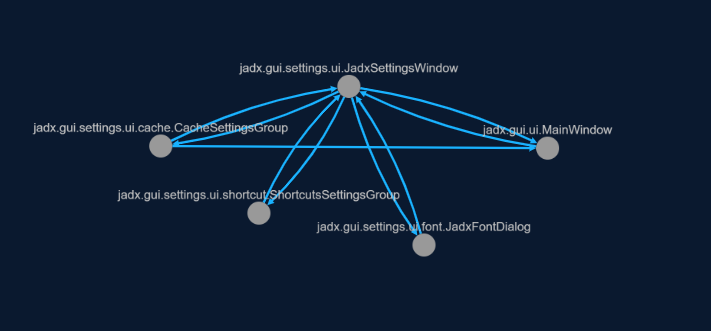 jadx.gui.settings.ui.JadxSettingsWindow
jadx.gui.settings.ui.cache.CacheSettingsGroup
jadx.gui.ui.MainWindow
jadx.gui.settings.ui.shortcut.ShortcutsSettingsGroup
jadx.gui.settings.ui.font.JadxFontDialog